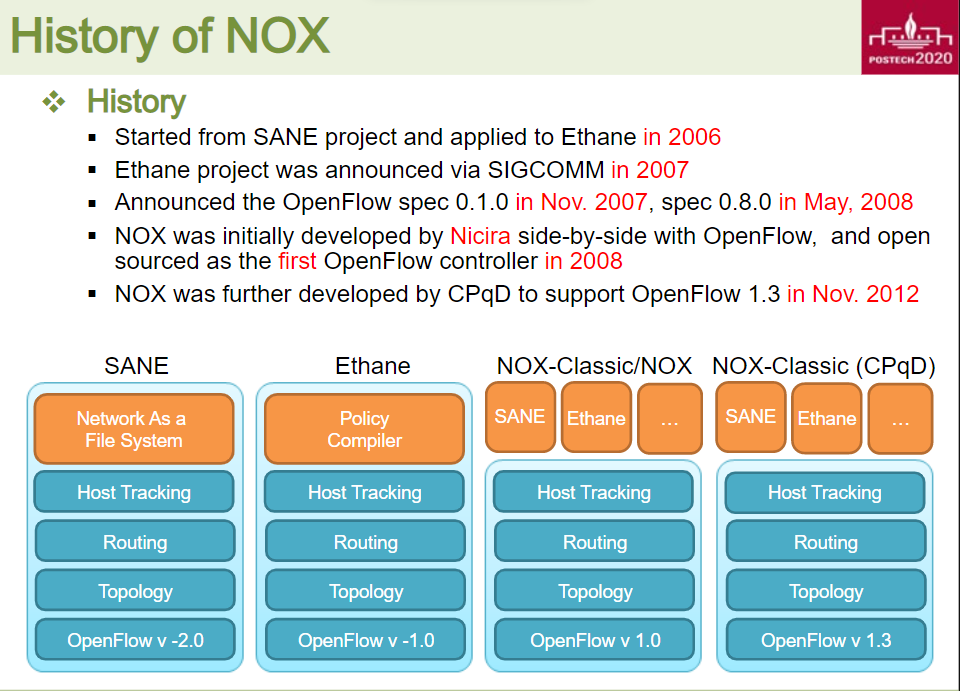 History of NOX
POSTECH 2020
History
Started from SANE project and applied to Ethane in 2006
Ethane project was announced via SIGCOMM in 2007
Announced the OpenFlow spec 0.1.0 in Nov. 2007, spec 0.8.0 in May, 2008
NOX was initially developed by Nicira side-by-side with OpenFlow, and open
sourced as the first OpenFlow controller in 2008
NOX was further developed by CPqD to support OpenFlow 1.3 in Nov. 2012
SANE
Network As a
File System
Host Tracking
Routing
Topology
OpenFlow v -2.0
Ethane
Policy
Compiler
Host Tracking
Routing
Topology
OpenFlow v -1.0
NOX-Classic/NOX
SANE
Ethane
...
Host Tracking
Routing
Topology
OpenFlow v 1.0
NOX-Classic (CPqD)
SANE
Ethane
...
Host Tracking
Routing
Topology
OpenFlow v 1.3